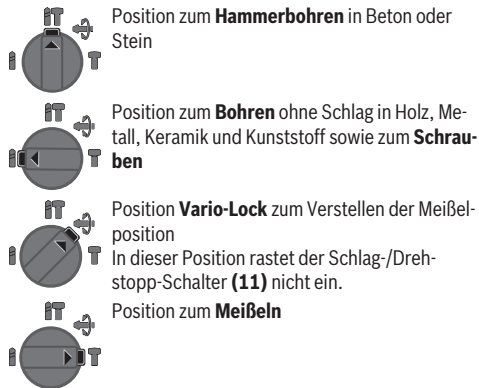 Position zum Hammerbohren in Beton oder
Stein
Position zum Bohren ohne Schlag in Holz, Me-
tall, Keramik und Kunststoff sowie zum Schrau-
ben
Position Vario-Lock zum Verstellen der Meißel-
position
In dieser Position rastet der Schlag-/Dreh-
stopp-Schalter (11) nicht ein.
Position zum Meißeln